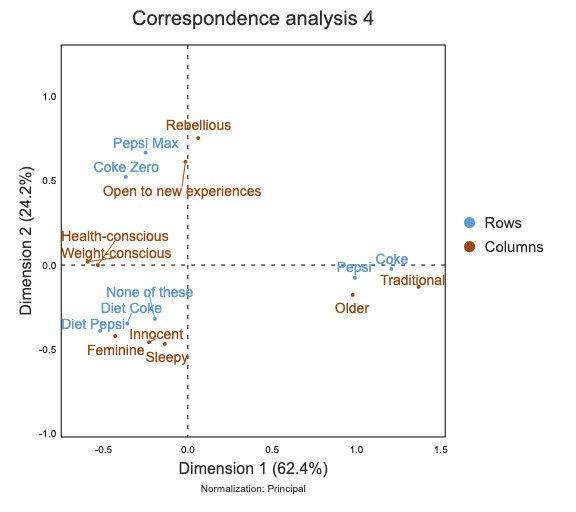 Correspondence analysis 4
1.0
Rebellious
Pepsi Max
Coke Zero
0.5
Open to new experiences
Health-conscious
Weight-conscious
0.0
Pepsi
Coke
Traditional
None of these
Diet Coke
Older
Diet Pepsi
Innocent
Feminine
Sleepy
-0.5
-1.0
-0.5
0.0
0.5
1.0
1.5
Dimension 2 (24.2%)
Dimension 1 (62.4%)
Normalization: Principal
Rows
Columns